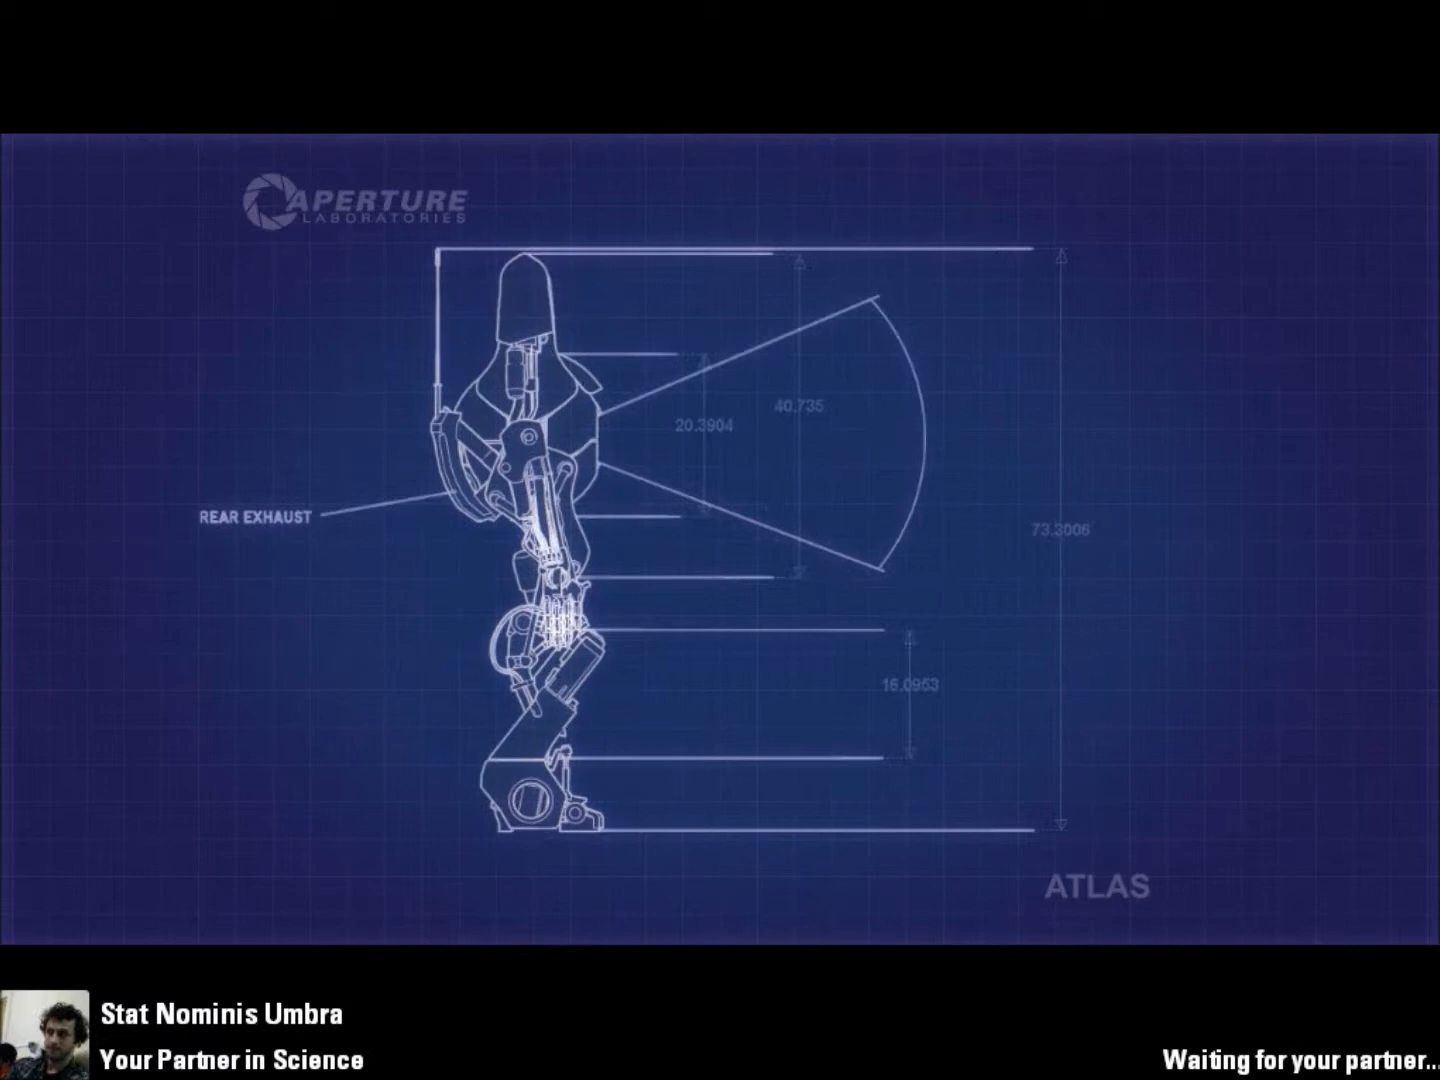 APERTURE
LABORATORIES
40.735
20.3904
REAR EXHAUST
73.3006
16.0953
ATLAS
Stat Nominis Umbra
Your Partner in Science
Waiting for your partner...